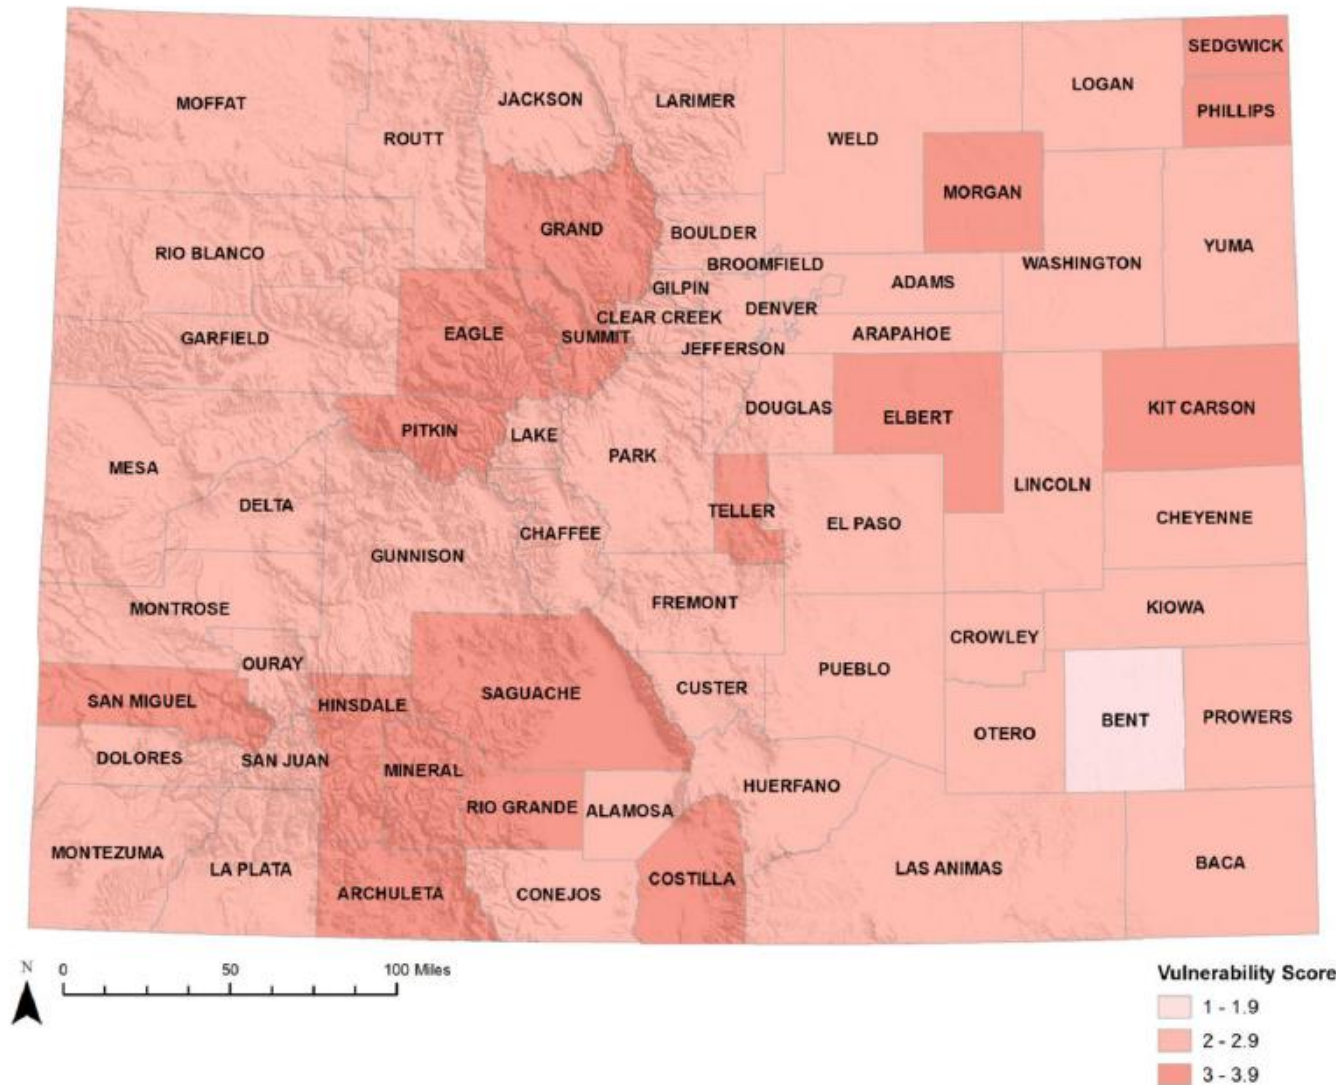 SEDGWICK
LOGAN
JACKSON
LARIMER
MOFFAT
PHILLIPS
ROUTT
WELD
MORGAN
GRAND
BOULDER
YUMA
RIO BLANCO
BROOMFIELD
WASHINGTON
GILPIN
ADAMS
DENVER
CLEAR CREEK
EAGLE
SUMMIT
ARAPAHOE
GARFIELD
JEFFERSON
DOUGLAS
KIT CARSON
ELBERT
PITKIN
LAKE
PARK
MESA
LINCOLN
DELTA
TELLER
CHEYENNE
EL PASO
CHAFFEE
GUNNISON
FREMONT
MONTROSE
KIOWA
CROWLEY
OURAY
PUEBLO
CUSTER
SAGUACHE
SAN MIGUEL
HINSDALE
BENT
PROWERS
OTERO
DOLORES
SAN JUAN
MINERAL
HUERFANO
RIO GRANDE
ALAMOSA
MONTEZUMA
LA PLATA
LAS ANIMAS
BACA
COSTILLA
ARCHULETA
CONEJOS
N
0 50 100 Miles
Vulnerability Score
1 - 1.9
2 - 2.9
3 - 3.9